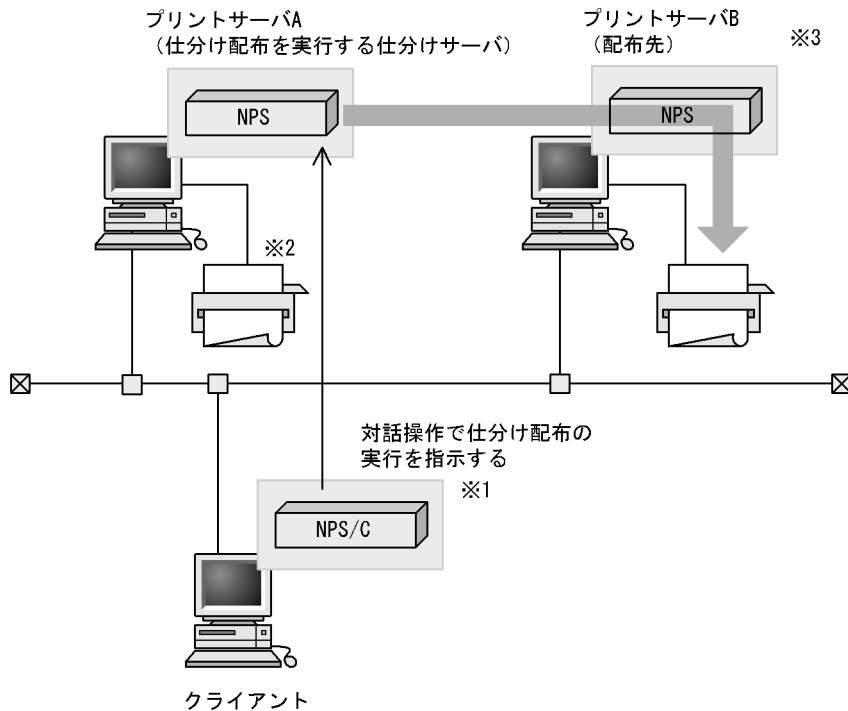 プリントサーバA
(仕分け配布を実行する仕分けサーバ)
NPS
プリントサーバB
(配布先)
※3
NPS
※2
対話操作で仕分け配布の
実行を指示する
※1
NPS/C
クライアント